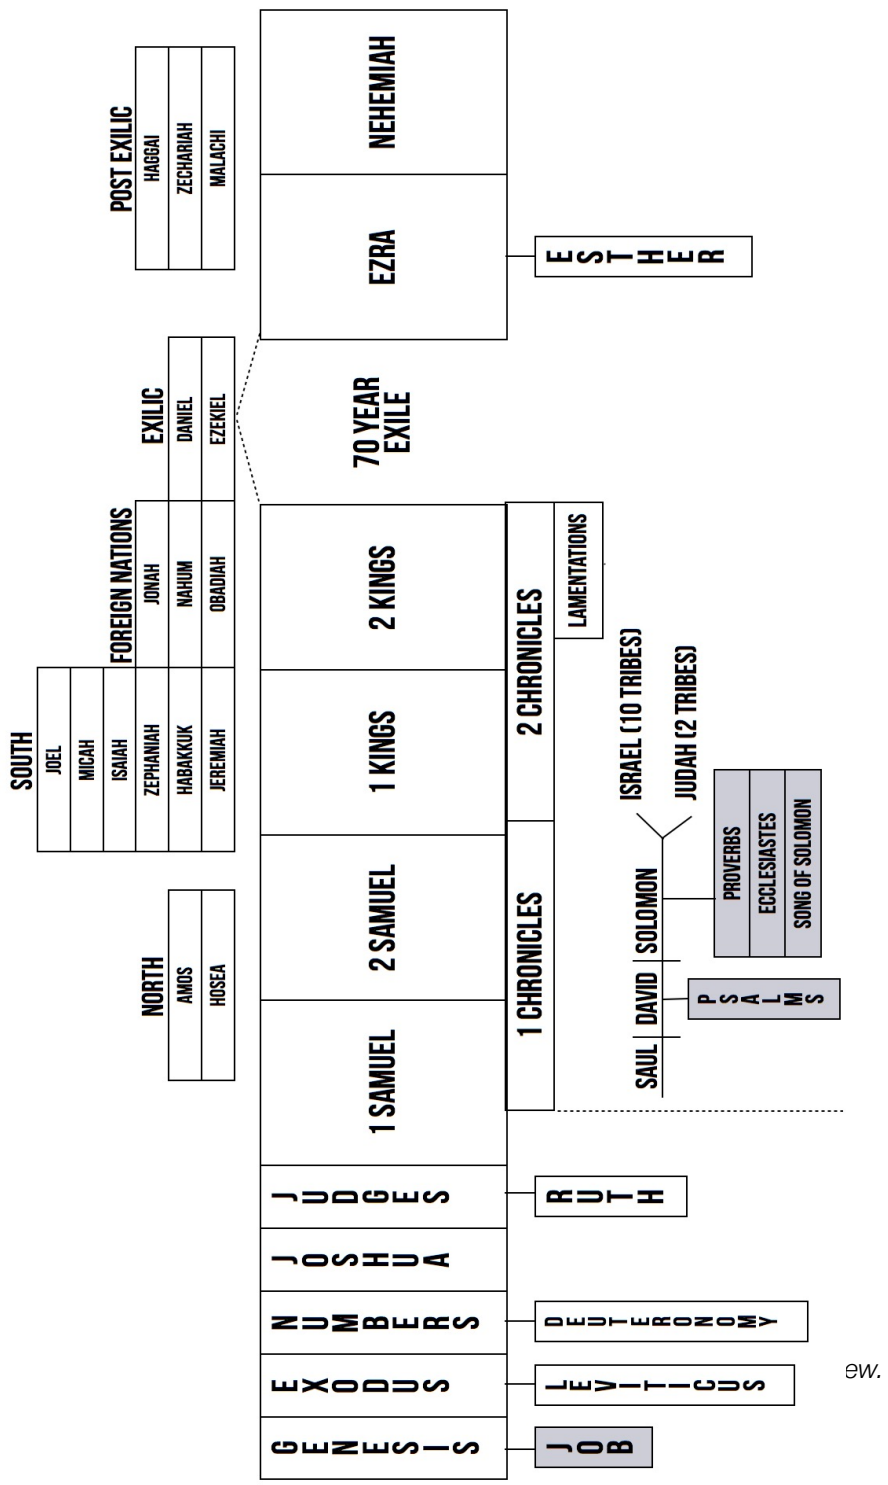 NORTH
AMOS
HOSEA
SOUTH
JOEL
MICAH
ISAIAH
ZEPHANIAH
HABAKKUK
JEREMIAH
FOREIGN NATIONS
JONAH
NAHUM
OBADIAH
EXILIC
DANIEL
EZEKIEL
POST EXILIC
HAGGAI
ZECHARIAH
MALACHI
GENESIS
EXODUS
NUMBERS
JOSHUA
JUDGES
1 SAMUEL
2 SAMUEL
1 KINGS
2 KINGS
70 YEAR
EXILE
EZRA
NEHEMIAH
JOB
LEVITICUS
DEUTERONOMY
RUTH
1 CHRONICLES
2 CHRONICLES
LAMENTATIONS
ESTHER
SAUL
DAVID
SOLOMON
ISRAEL (10 TRIBES)
JUDAH (2 TRIBES)
PSALMS
PROVERBS
ECCLESIASTES
SONG OF SOLOMON
ew.